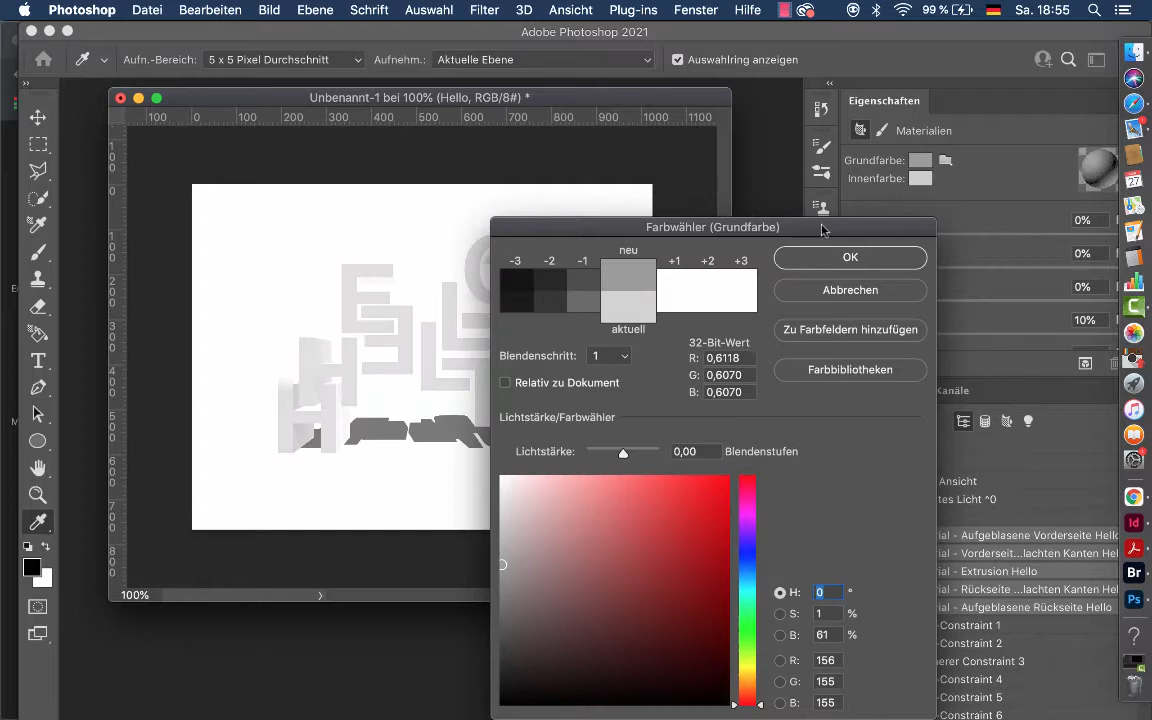 Photoshop Datei Bearbeiten Bild Ebene Schrift Auswahl Filter 3D Ansicht Plug-ins Fenster Hilfe 99 % Sa. 18:55
Adobe Photoshop 2021
Aufn.-Bereich: 5 x 5 Pixel Durchschnitt Aufnehm.: Aktuelle Ebene Auswahlring anzeigen
Unbenannt-1 bei 100% (Hello, RGB/8#) *
100 0 100 200 300 400 500 600 700 800 900 1000 1100
Eigenschaften
Materialien
Grundfarbe:
Innenfarbe:
0%
0%
0%
10%
Farbwähler (Grundfarbe)
neu
-3 -2 -1 +1 +2 +3
aktuell
OK
Abbrechen
Zu Farbfeldern hinzufügen
Farbbibliotheken
Blendenschritt: 1
Relativ zu Dokument
32-Bit-Wert
R: 0,6118
G: 0,6070
B: 0,6070
Lichtstärke/Farbwähler
Lichtstärke: 0,00 Blendenstufen
H: 0 °
S: 1 %
B: 61 %
R: 156
G: 155
B: 155
Kanäle
Ansicht
tes Licht ^0
rial - Aufgeblasene Vorderseite Hello
rial - Vorderseit...lachten Kanten Hel
rial - Extrusion Hello
rial - Rückseite ...lachten Kanten Hel
rial - Aufgeblasene Rückseite Hello
Constraint 1
Constraint 2
nerer Constraint 3
Constraint 4
Constraint 5
Constraint 6
100%
27
Id
Br
Ps